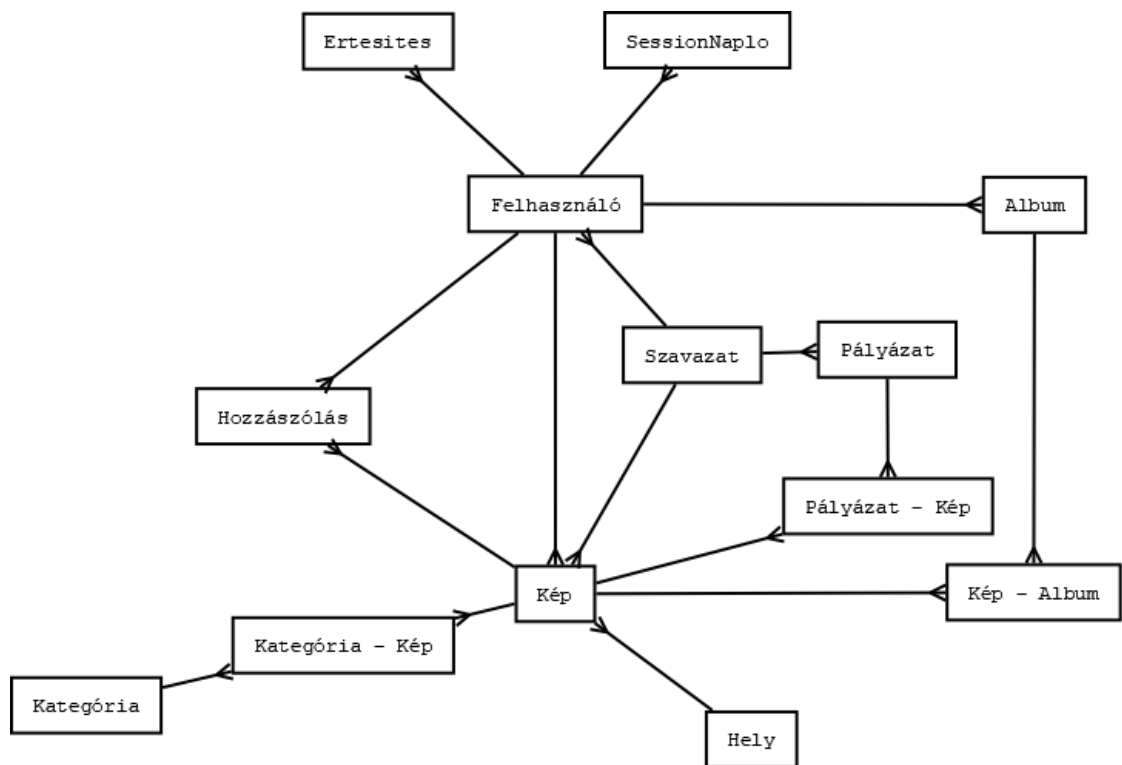 Ertesites
SessionNaplo
Felhasználó
Album
Szavazat
Pályázat
Hozzászólás
Pályázat - Kép
Kép
Kép - Album
Kategória - Kép
Kategória
Hely